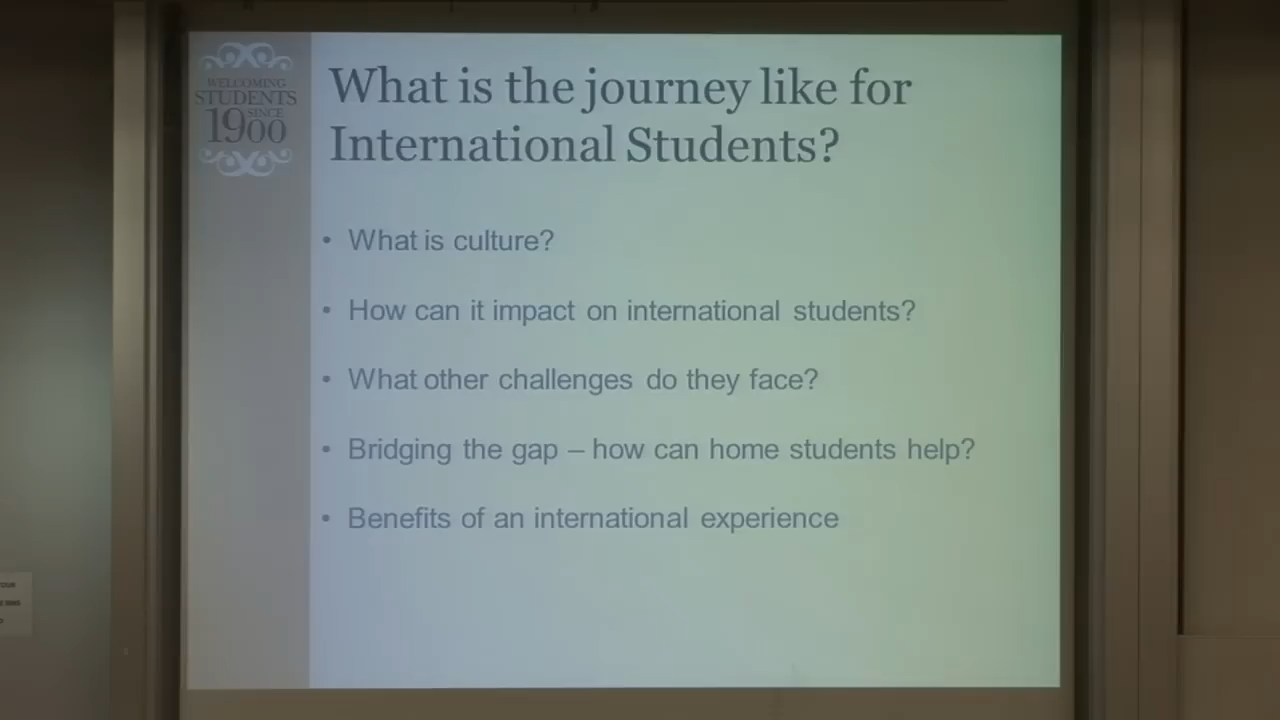 WELCOMING
STUDENTS
SINCE
1900
What is the journey like for
International Students?
• What is culture?
• How can it impact on international students?
• What other challenges do they face?
• Bridging the gap – how can home students help?
• Benefits of an international experience